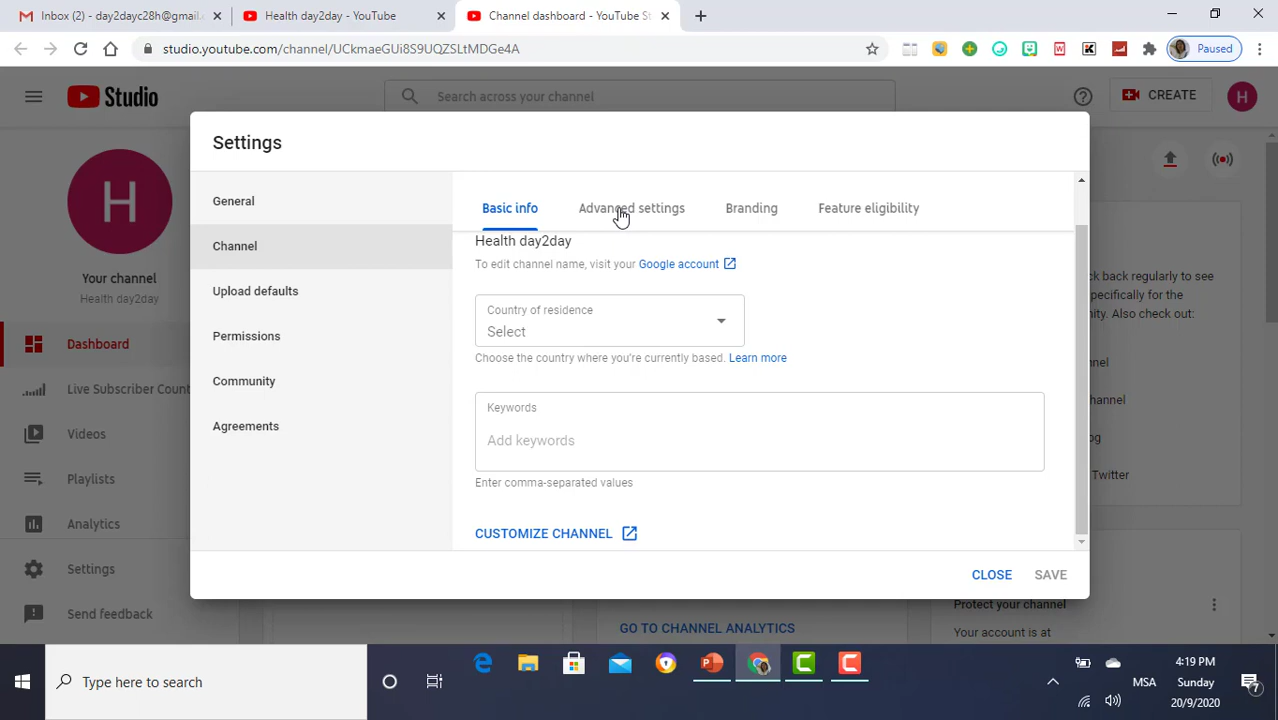 Inbox (2) - day2dayc28h@gmail.c
Health day2day - YouTube
Channel dashboard - YouTube St
studio.youtube.com/channel/UCkmaeGUi8S9UQZSLtMDGe4A
Paused
Studio
Search across your channel
CREATE
H
Settings
General
Channel
Upload defaults
Permissions
Community
Agreements
Basic info
Advanced settings
Branding
Feature eligibility
Health day2day
To edit channel name, visit your Google account
Country of residence
Select
Choose the country where you're currently based. Learn more
Keywords
Add keywords
Enter comma-separated values
CUSTOMIZE CHANNEL
CLOSE
SAVE
H
Your channel
Health day2day
Dashboard
Live Subscriber Count
Videos
Playlists
Analytics
Settings
Send feedback
ck back regularly to see
specifically for the
nity. Also check out:
nnel
hannel
og
Twitter
GO TO CHANNEL ANALYTICS
Protect your channel
Your account is at
Type here to search
MSA
4:19 PM
Sunday
20/9/2020
7